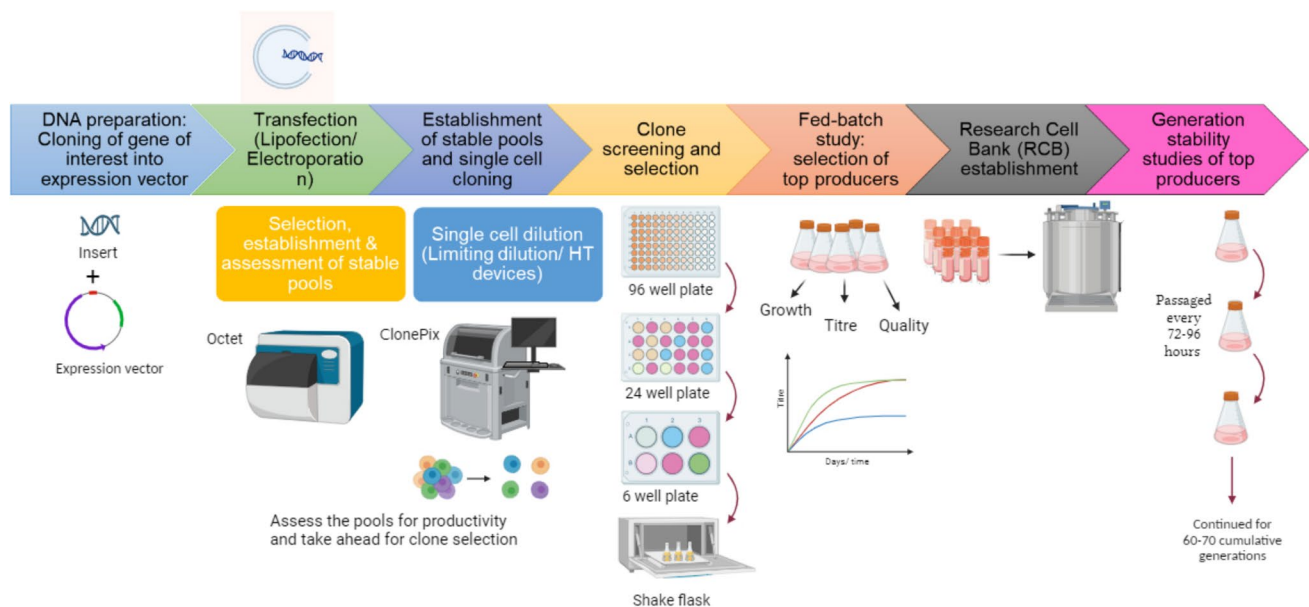 DNA preparation:
Cloning of gene of
interest into
expression vector
Transfection
(Lipofection/
Electroporatio
n)
Establishment
of stable pools
and single cell
cloning
Clone
screening and
selection
Fed-batch
study:
selection of
top producers
Research Cell
Bank (RCB)
establishment
Generation
stability
studies of top
producers
Insert
+
Expression vector
Selection,
establishment &
assessment of stable
pools
Single cell dilution
(Limiting dilution/ HT
devices)
Octet
ClonePix
Assess the pools for productivity
and take ahead for clone selection
96 well plate
24 well plate
1 2 3
A
B
6 well plate
Shake flask
Growth
Titre
Quality
Titre
Days/ time
Passaged
every
72-96
hours
Continued for
60-70 cumulative
generations